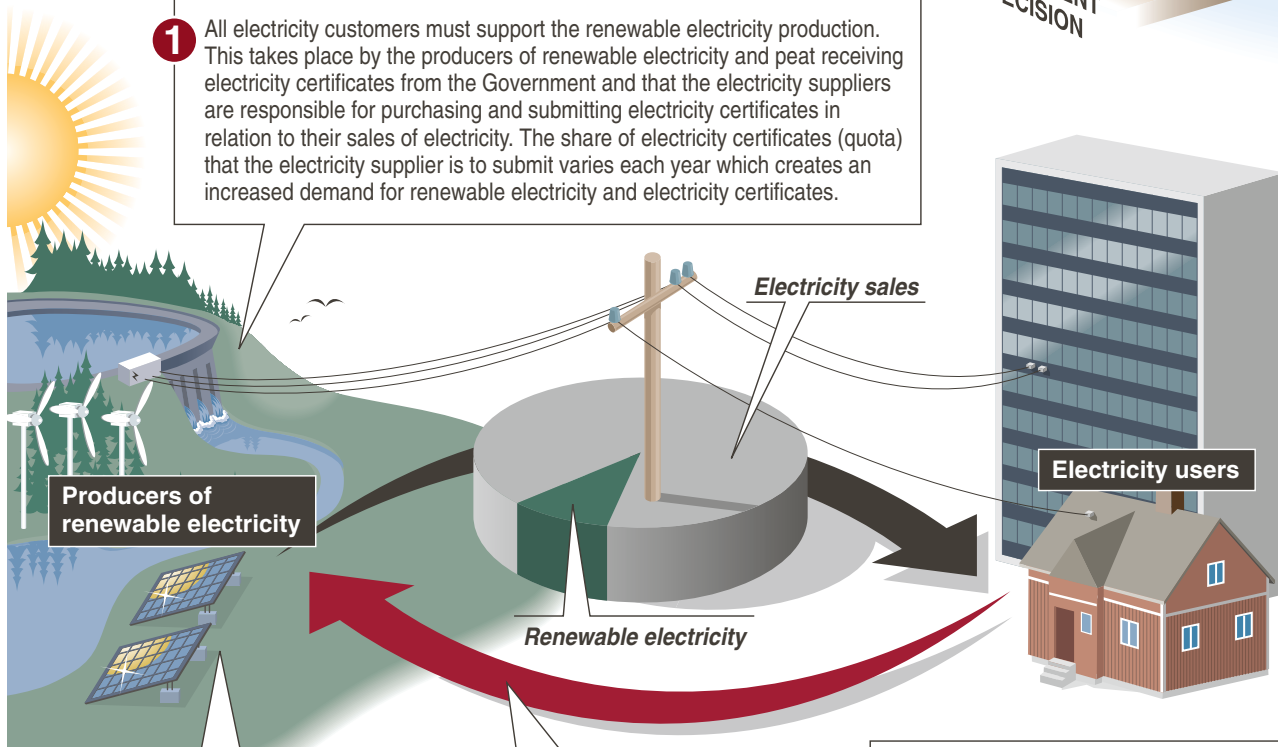 ECISION
1
All electricity customers must support the renewable electricity production.
This takes place by the producers of renewable electricity and peat receiving
electricity certificates from the Government and that the electricity suppliers
are responsible for purchasing and submitting electricity certificates in
relation to their sales of electricity. The share of electricity certificates (quota)
that the electricity supplier is to submit varies each year which creates an
increased demand for renewable electricity and electricity certificates.
Electricity sales
Electricity users
Producers of
renewable electricity
Renewable electricity